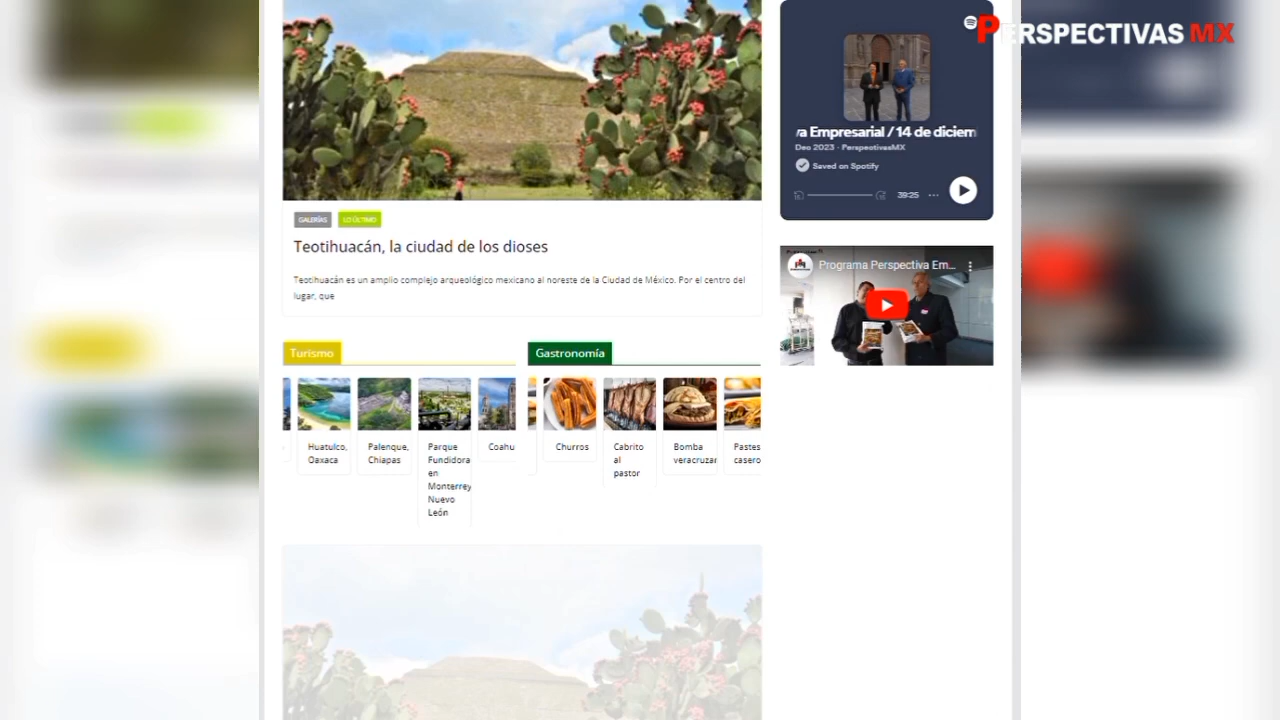 PERSPECTIVAS MX
va Empresarial / 14 de diciem
Dec 2023 · PerspectivasMX
Saved on Spotify
39:25
GALERÍAS
LO ÚLTIMO
Teotihuacán, la ciudad de los dioses
Teotihuacán es un amplio complejo arqueológico mexicano al noreste de la Ciudad de México. Por el centro del
lugar, que
Programa Perspectiva Em...
Turismo
Huatulco,
Oaxaca
Palenque,
Chiapas
Parque
Fundidora
en
Monterrey
Nuevo
León
Coahu
Gastronomía
Churros
Cabrito
al
pastor
Bomba
veracruzan
Pastes
casero